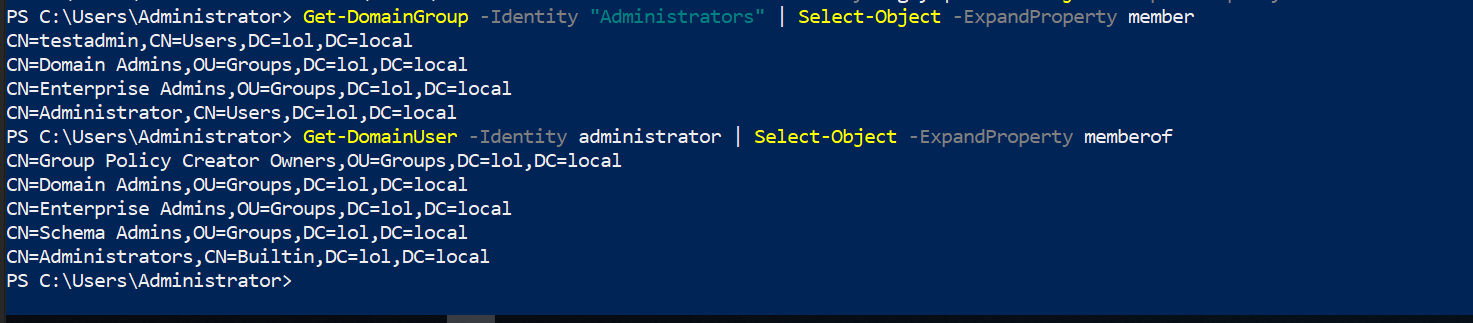 PS C:\Users\Administrator> Get-DomainGroup -Identity "Administrators" | Select-Object -ExpandProperty member
CN=testadmin,CN=Users,DC=lol,DC=local
CN=Domain Admins,OU=Groups,DC=lol,DC=local
CN=Enterprise Admins,OU=Groups,DC=lol,DC=local
CN=Administrator,CN=Users,DC=lol,DC=local
PS C:\Users\Administrator> Get-DomainUser -Identity administrator | Select-Object -ExpandProperty memberof
CN=Group Policy Creator Owners,OU=Groups,DC=lol,DC=local
CN=Domain Admins,OU=Groups,DC=lol,DC=local
CN=Enterprise Admins,OU=Groups,DC=lol,DC=local
CN=Schema Admins,OU=Groups,DC=lol,DC=local
CN=Administrators,CN=Builtin,DC=lol,DC=local
PS C:\Users\Administrator>